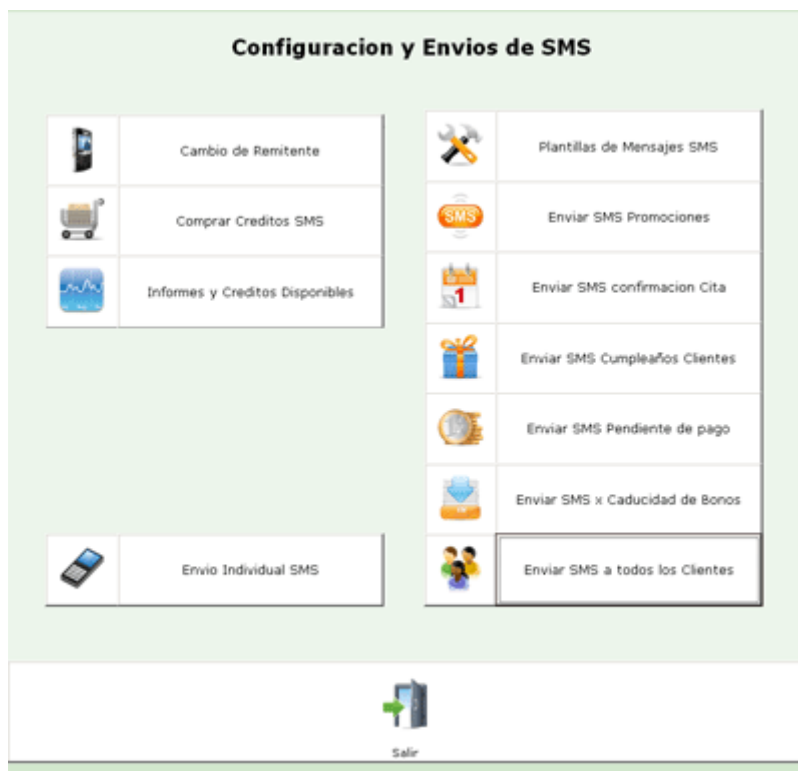 Configuracion y Envios de SMS
Cambio de Remitente
Comprar Creditos SMS
Informes y Creditos Disponibles
Envio Individual SMS
Plantillas de Mensajes SMS
SMS
Enviar SMS Promociones
1
Enviar SMS confirmacion Cita
Enviar SMS Cumpleaños Clientes
Enviar SMS Pendiente de pago
Enviar SMS x Caducidad de Bonos
Enviar SMS a todos los Clientes
Salir